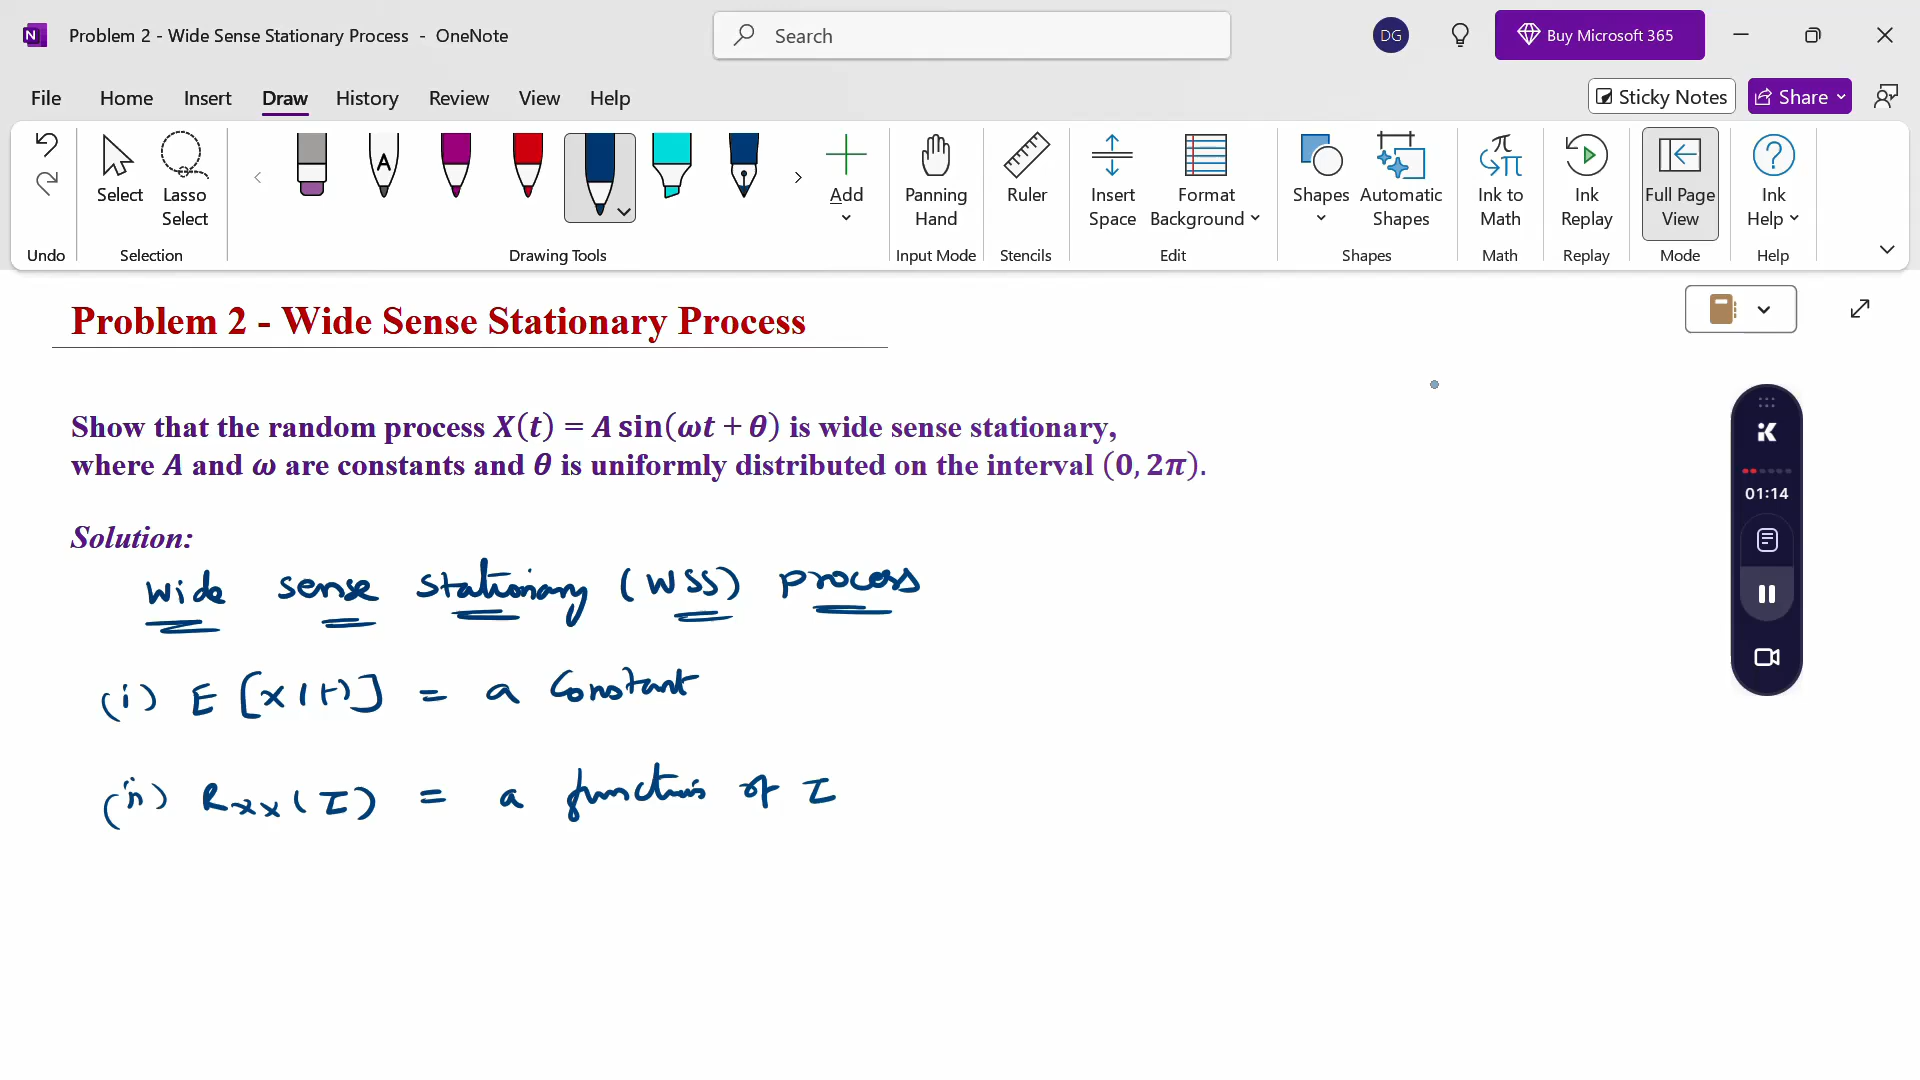 Problem 2 - Wide Sense Stationary Process - OneNote
Search
DG
Buy Microsoft 365
File Home Insert Draw History Review View Help
Sticky Notes Share
Select
Lasso Select
A
Add
Panning Hand
Ruler
Insert Space
Format Background
Shapes
Automatic Shapes
Ink to Math
Ink Replay
Full Page View
Ink Help
Undo Selection Drawing Tools Input Mode Stencils Edit Shapes Math Replay Mode Help
Problem 2 - Wide Sense Stationary Process
Show that the random process X(t) = A sin(ωt + θ) is wide sense stationary,
where A and ω are constants and θ is uniformly distributed on the interval (0, 2π).
01:14
Solution:
Wide sense stationary (WSS) process
(i) E[X(t)] = a constant
(ii) Rxx(τ) = a function of τ